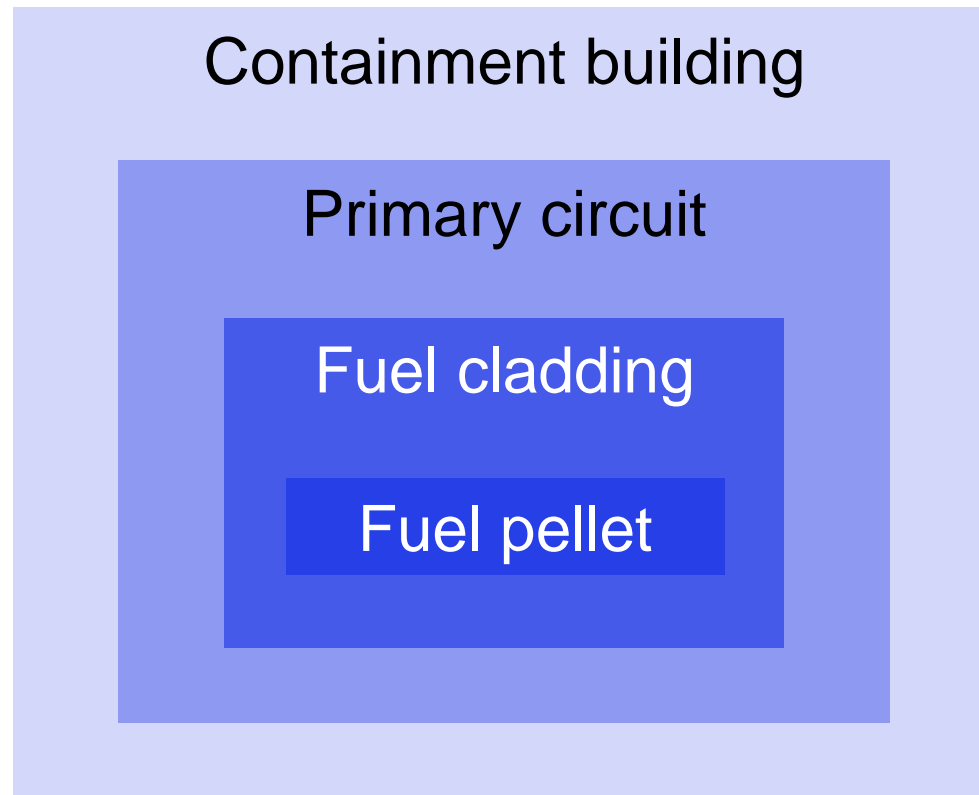 Containment building
Primary circuit
Fuel cladding
Fuel pellet